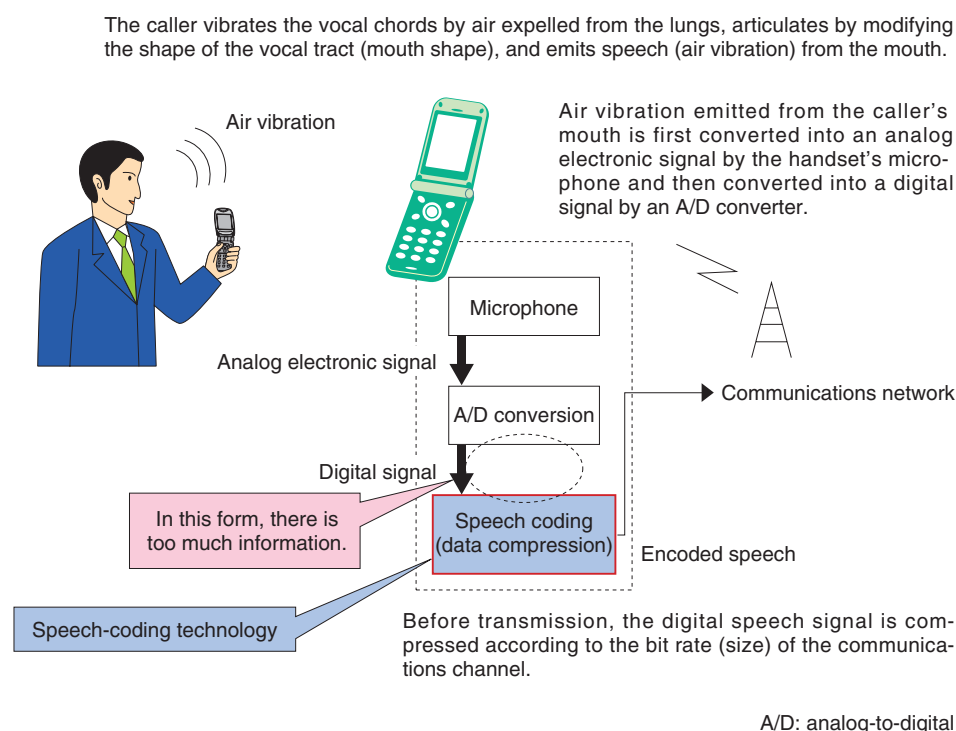 The caller vibrates the vocal chords by air expelled from the lungs, articulates by modifying
the shape of the vocal tract (mouth shape), and emits speech (air vibration) from the mouth.
Air vibration
Air vibration emitted from the caller's
mouth is first converted into an analog
electronic signal by the handset's micro-
phone and then converted into a digital
signal by an A/D converter.
Microphone
Analog electronic signal
A/D conversion
Communications network
Digital signal
In this form, there is
too much information.
Speech coding
(data compression)
Encoded speech
Speech-coding technology
Before transmission, the digital speech signal is com-
pressed according to the bit rate (size) of the communica-
tions channel.
A/D: analog-to-digital